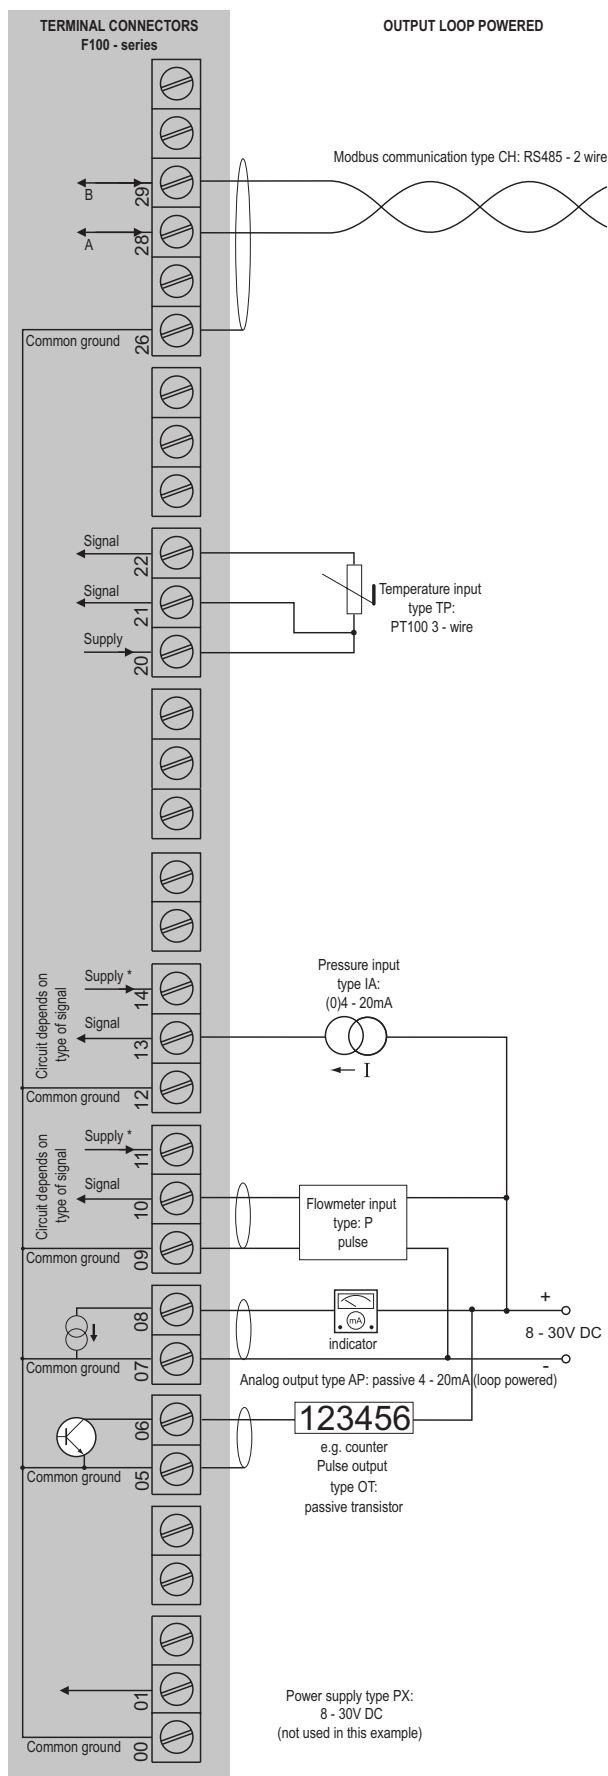 TERMINAL CONNECTORS
F100 - series
OUTPUT LOOP POWERED
Modbus communication type CH: RS485 - 2 wire
B
29
A
28
Common ground
26
Signal
22
Signal
21
Supply
20
Temperature input
type TP:
PT100 3 - wire
Circuit depends on
type of signal
Supply *
14
Signal
13
Common ground
12
Pressure input
type IA:
(0)4 - 20mA
I
Circuit depends on
type of signal
Supply *
11
Signal
10
Common ground
09
Flowmeter input
type: P
pulse
08
mA
indicator
+
8 - 30V DC
-
Common ground
07
Analog output type AP: passive 4 - 20mA (loop powered)
06
123456
Common ground
05
e.g. counter
Pulse output
type OT:
passive transistor
01
Common ground
00
Power supply type PX:
8 - 30V DC
(not used in this example)